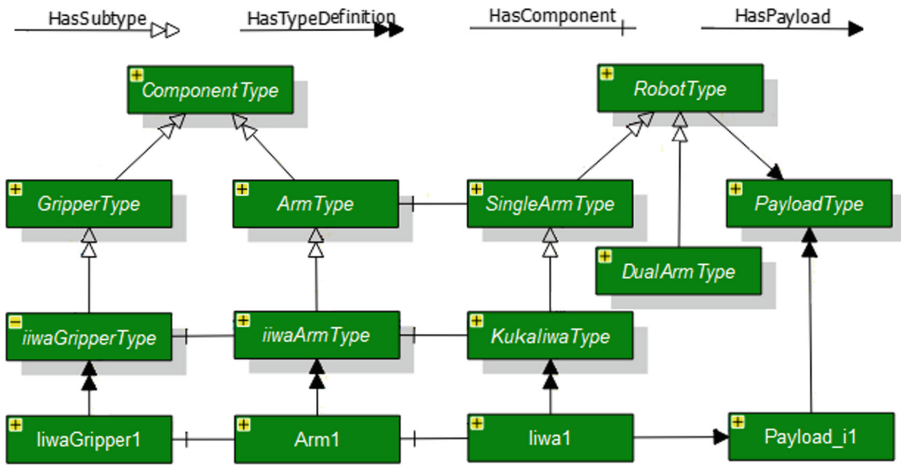 HasSubtype HasTypeDefinition HasComponent HasPayload
ComponentType RobotType
GripperType ArmType SingleArmType PayloadType
DualArmType
iiwaGripperType iiwaArmType KukaIiwaType
IiwaGripper1 Arm1 Iiwa1 Payload_i1